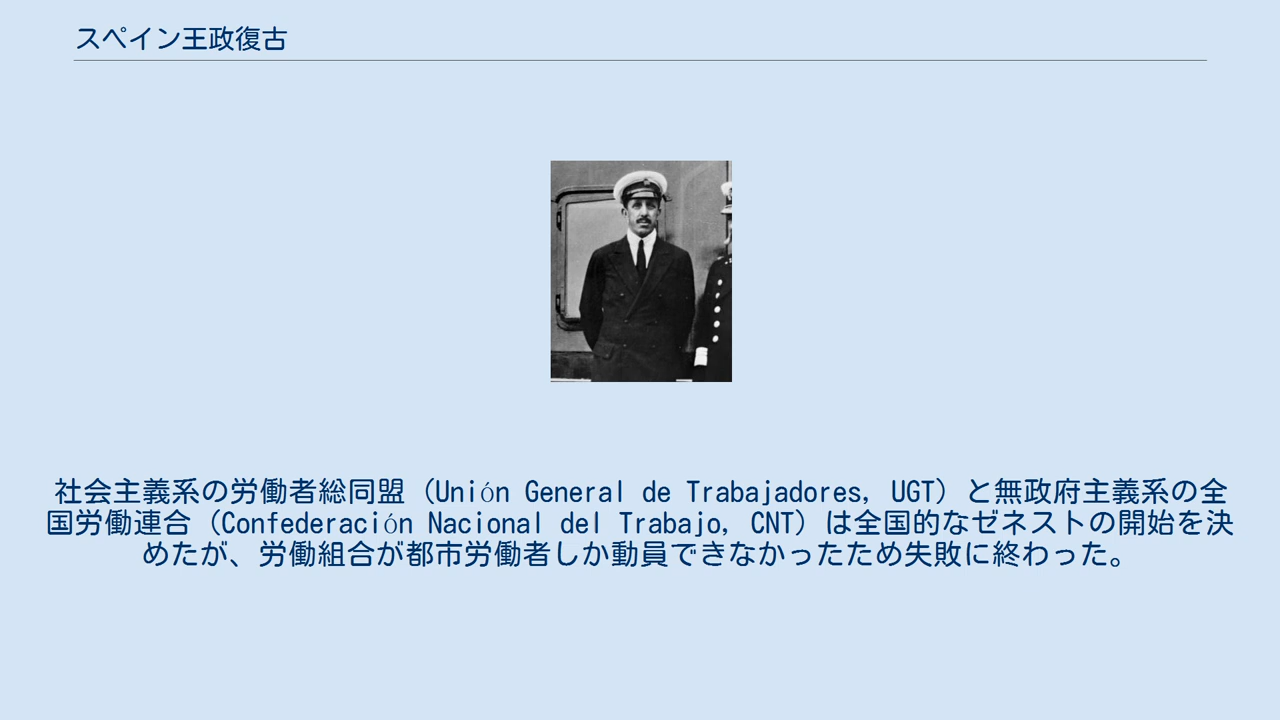 スペイン王政復古
社会主義系の労働者総同盟（Unión General de Trabajadores, UGT）と無政府主義系の全
国労働連合（Confederación Nacional del Trabajo, CNT）は全国的なゼネストの開始を決
めたが、労働組合が都市労働者しか動員できなかったため失敗に終わった。